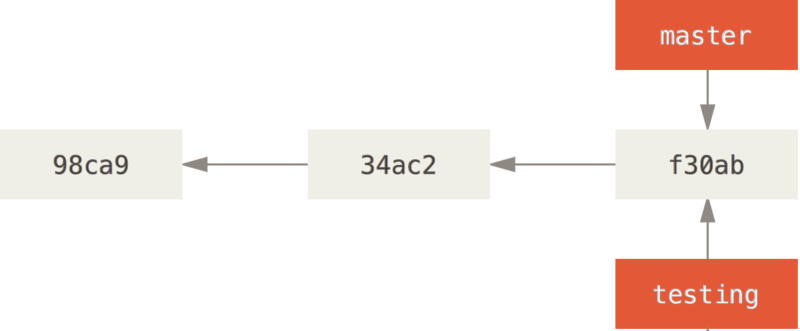 master
98ca9
34ac2
f30ab
testing